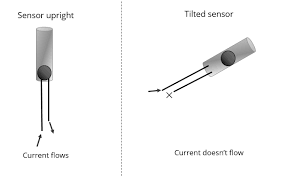 Sensor upright
Tilted sensor
Current flows
Current doesn't flow